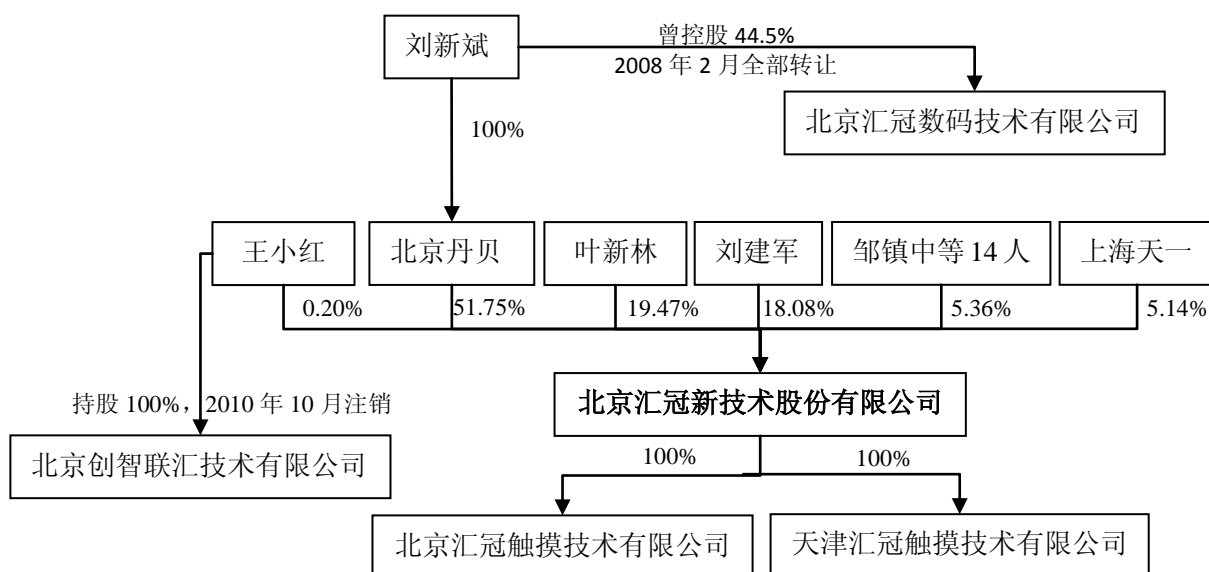 刘新斌
曾控股 44.5%
2008 年 2 月全部转让
北京汇冠数码技术有限公司
100%
王小红
北京丹贝
叶新林
刘建军
邹镇中等 14 人
上海天一
0.20%
51.75%
19.47%
18.08%
5.36%
5.14%
北京汇冠新技术股份有限公司
持股 100%，2010 年 10 月注销
北京创智联汇技术有限公司
100%
100%
北京汇冠触摸技术有限公司
天津汇冠触摸技术有限公司